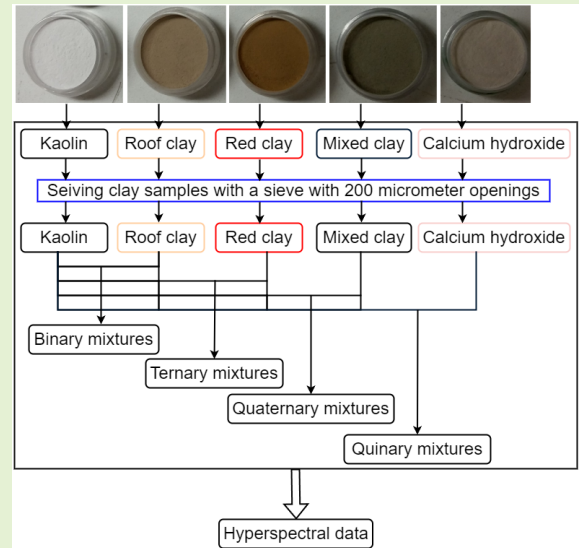 Kaolin
Roof clay
Red clay
Mixed clay
Calcium hydroxide
Seiving clay samples with a sieve with 200 micrometer openings
Kaolin
Roof clay
Red clay
Mixed clay
Calcium hydroxide
Binary mixtures
Ternary mixtures
Quaternary mixtures
Quinary mixtures
Hyperspectral data